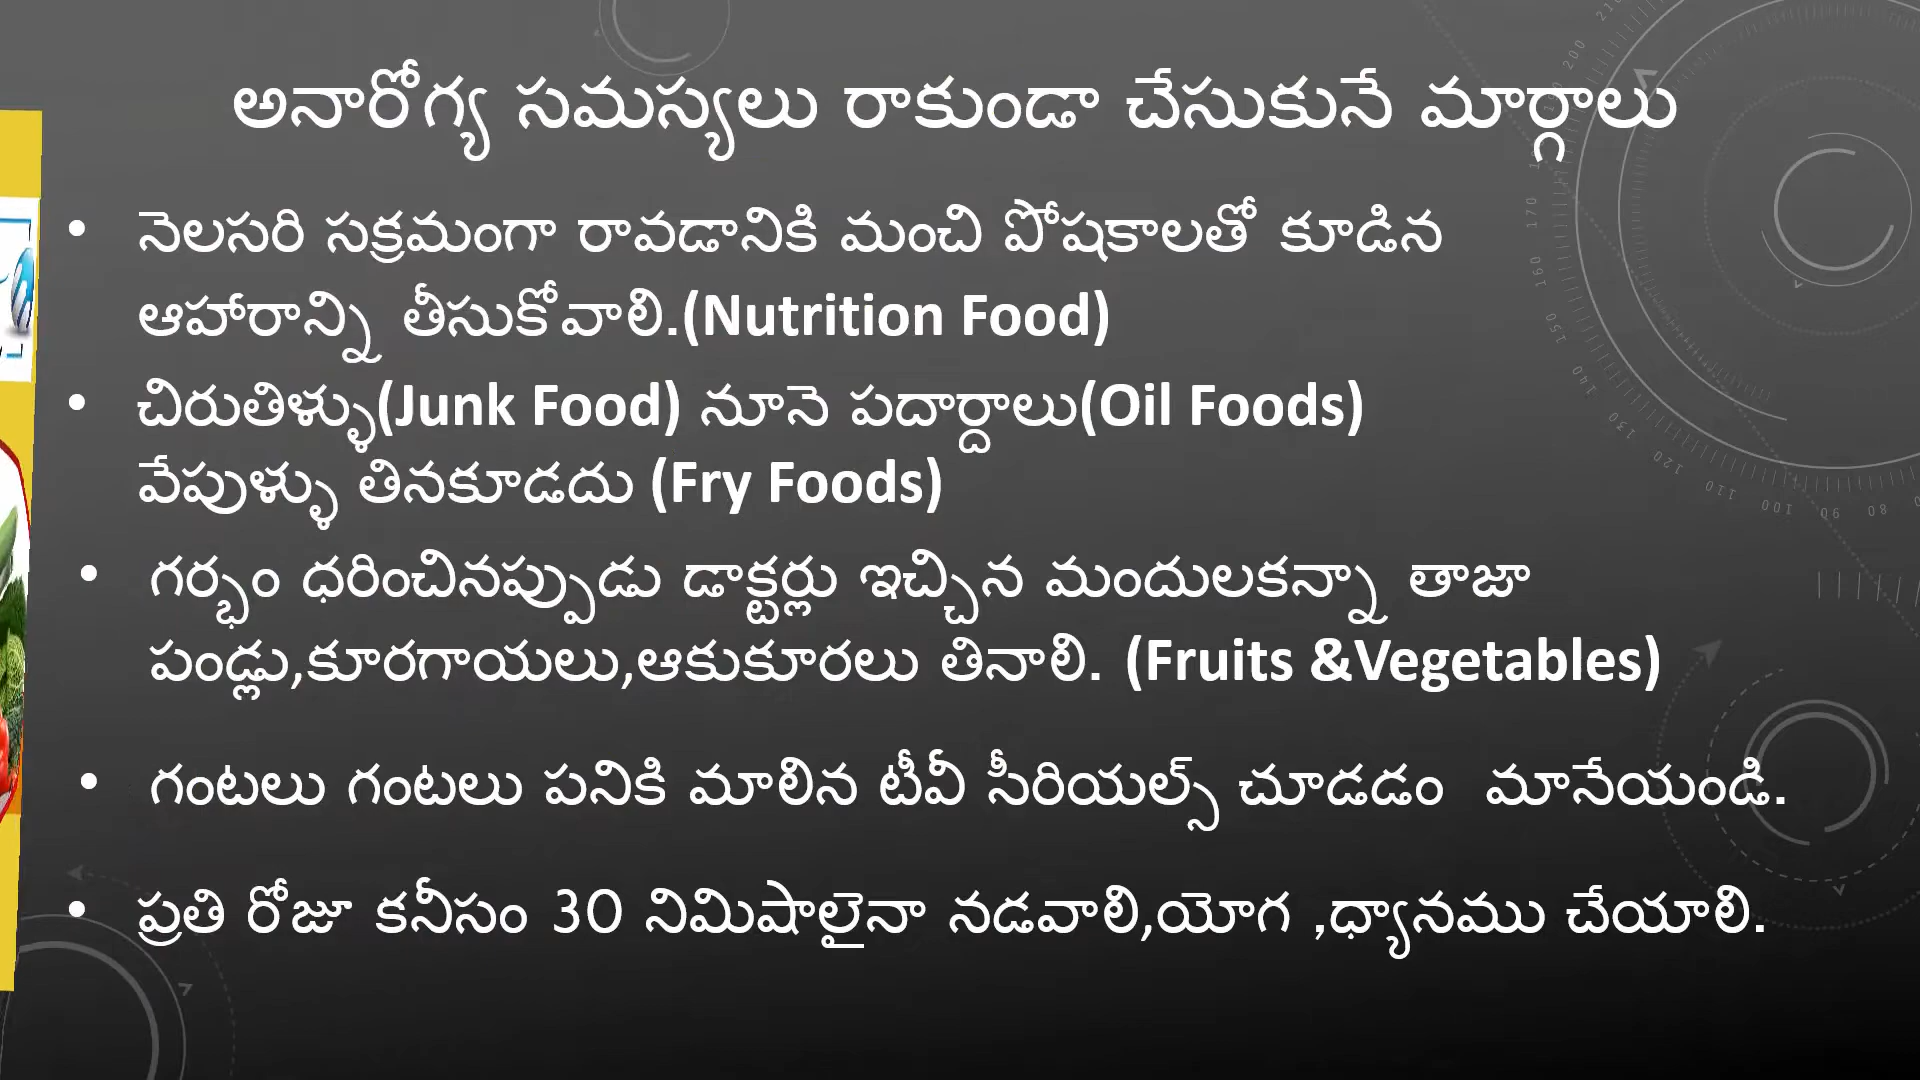 అనారోగ్య సమస్యలు రాకుండా చేసుకునే మార్గాలు
• నెలసరి సక్రమంగా రావడానికి మంచి పోషకాలతో కూడిన
ఆహారాన్ని తీసుకోవాలి.(Nutrition Food)
• చిరుతిళ్ళు(Junk Food) నూనె పదార్దాలు(Oil Foods)
వేపుళ్ళు తినకూడదు (Fry Foods)
• గర్భం ధరించినప్పుడు డాక్టర్లు ఇచ్చిన మందులకన్నా తాజా
పండ్లు,కూరగాయలు,ఆకుకూరలు తినాలి. (Fruits &Vegetables)
• గంటలు గంటలు పనికి మాలిన టీవీ సీరియల్స్ చూడడం మానేయండి.
• ప్రతి రోజూ కనీసం 30 నిమిషాలైనా నడవాలి,యోగ ,ధ్యానము చేయాలి.